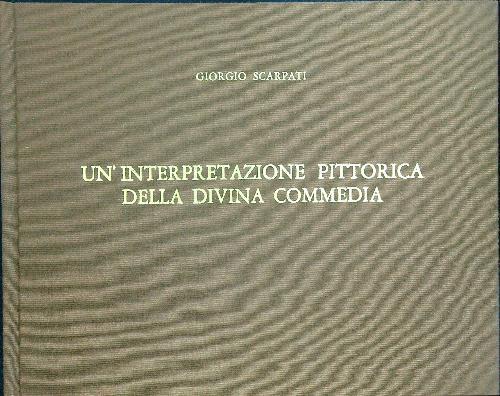 GIORGIO SCARPATI
UN' INTERPRETAZIONE PITTORICA
DELLA DIVINA COMMEDIA